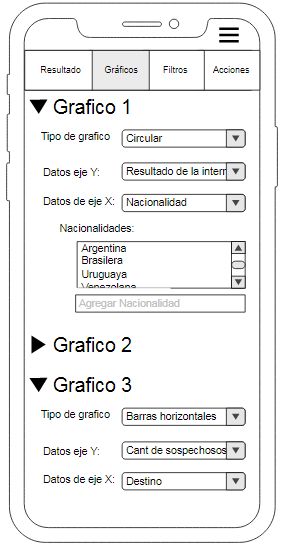 Resultado Gráficos Filtros Acciones
Grafico 1
Tipo de grafico Circular
Datos eje Y: Resultado de la intern
Datos de eje X: Nacionalidad
Nacionalidades:
Argentina
Brasilera
Uruguaya
Venezolana
Agregar Nacionalidad
Grafico 2
Grafico 3
Tipo de grafico Barras horizontales
Datos eje Y: Cant de sospechosos
Datos de eje X: Destino